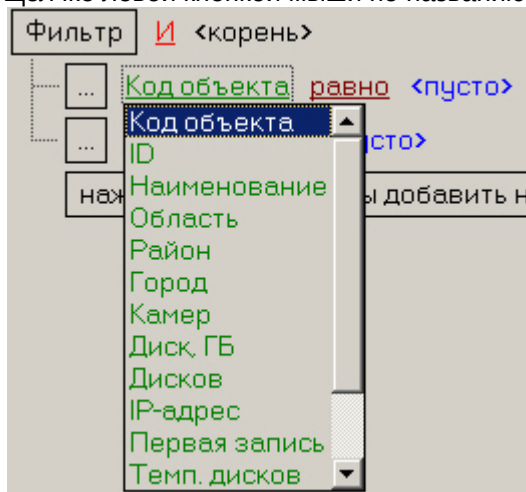 Фильтр И <корень>
... Код объекта равно <пусто>
Код объекта
... сто>
ID
Наименование
наж ы добавить н
Область
Район
Город
Камер
Диск, ГБ
Дисков
IP-адрес
Первая запись
Темп. дисков